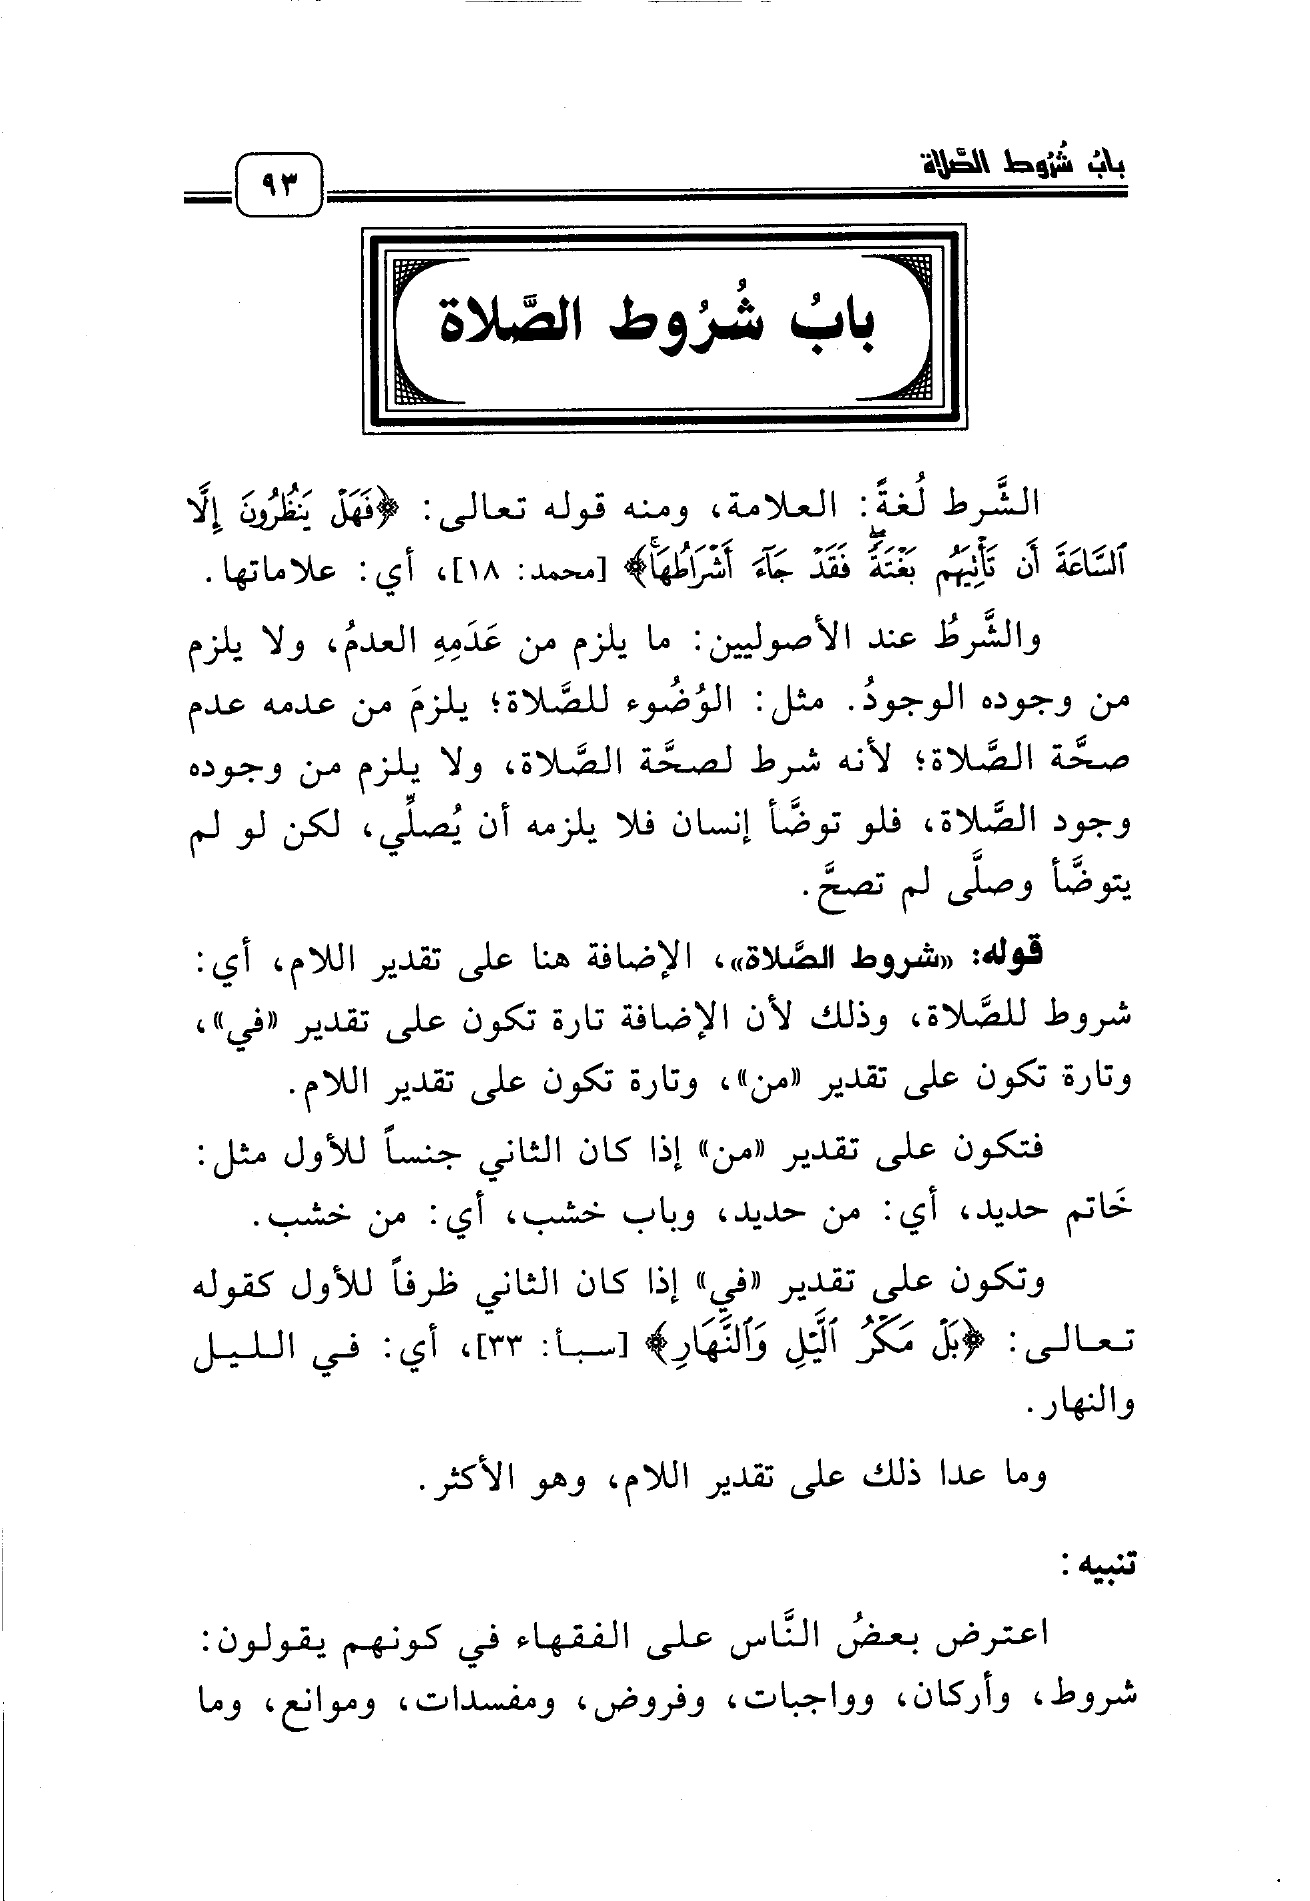 بابُ شُرُوط الصَّلاة
٩٣
بابُ شُرُوط الصَّلاة
الشَّرط لُغةً: العلامة، ومنه قوله تعالى: ﴿فَهَلْ يَنظُرُونَ إِلَّا
ٱلسَّاعَةَ أَن تَأْتِيَهُم بَغْتَةً ۖ فَقَدْ جَآءَ أَشْرَاطُهَا ۚ﴾ [محمد: ١٨]، أي: علاماتها.
والشَّرطُ عند الأصوليين: ما يلزم من عَدَمِهِ العدمُ، ولا يلزم
من وجوده الوجودُ. مثل: الوُضُوء للصَّلاة؛ يلزمَ من عدمه عدم
صحَّة الصَّلاة؛ لأنه شرط لصحَّة الصَّلاة، ولا يلزم من وجوده
وجود الصَّلاة، فلو توضَّأ إنسان فلا يلزمه أن يُصلِّي، لكن لو لم
يتوضَّأ وصلَّى لم تصحَّ.
قوله: «شروط الصَّلاة»، الإضافة هنا على تقدير اللام، أي:
شروط للصَّلاة، وذلك لأن الإضافة تارة تكون على تقدير «في»،
وتارة تكون على تقدير «من»، وتارة تكون على تقدير اللام.
فتكون على تقدير «من» إذا كان الثاني جنساً للأول مثل:
خَاتم حديد، أي: من حديد، وباب خشب، أي: من خشب.
وتكون على تقدير «في» إذا كان الثاني ظرفاً للأول كقوله
تعالى: ﴿بَلْ مَكْرُ ٱلَّيْلِ وَٱلنَّهَارِ﴾ [سبأ: ٣٣]، أي: في الليل
والنهار.
وما عدا ذلك على تقدير اللام، وهو الأكثر.
تنبيه:
اعترض بعضُ النَّاس على الفقهاء في كونهم يقولون:
شروط، وأركان، وواجبات، وفروض، ومفسدات، وموانع، وما